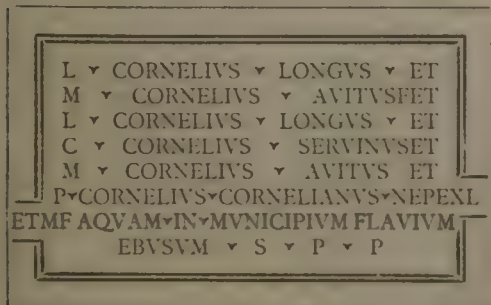 L ▾ CORNELIVS ▾ LONGVS ▾ ET
M ▾ CORNELIVS ▾ AVITVSFET
L ▾ CORNELIVS ▾ LONGVS ▾ ET
C ▾ CORNELIVS ▾ SERVINVSET
M ▾ CORNELIVS ▾ AVITVS ET
P▾CORNELIVS▾CORNELIANVS▾NEPEXL
ETMF AQVAM▾IN▾MVNICIPIVM FLAVIVM
EBVSVM ▾ S ▾ P ▾ P